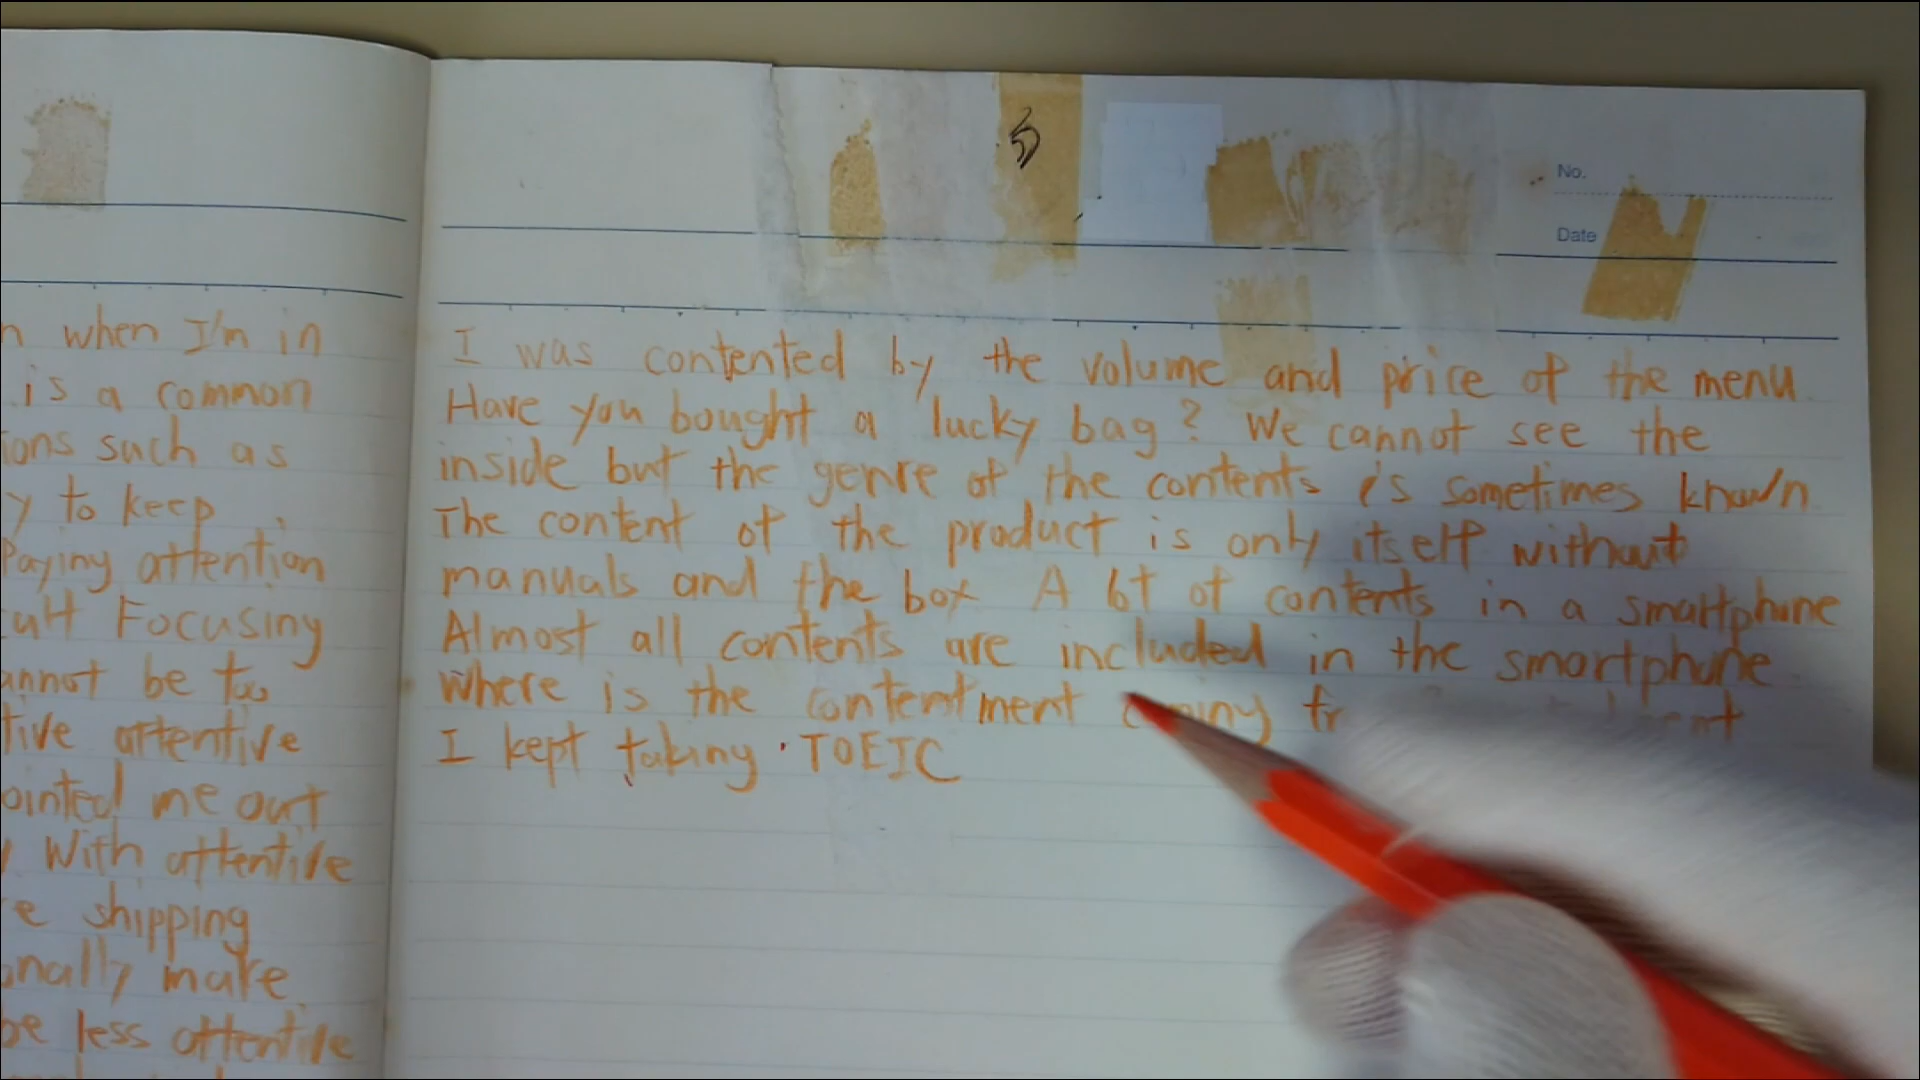 No.
Date
n when I'm in
is a common
ions such as
y to keep
Paying attention
Focusing
annot be too
tive attentive
ointed me out
With attentive
e shipping
onally make
be less attentive
I was contented by the volume and price of the menu
Have you bought a lucky bag? We cannot see the
inside but the genre of the contents is sometimes known
The content of the product is only itself without
manuals and the box A lot of contents in a smartphone
Almost all contents are included in the smartphone
Where is the contentment
I kept taking TOEIC